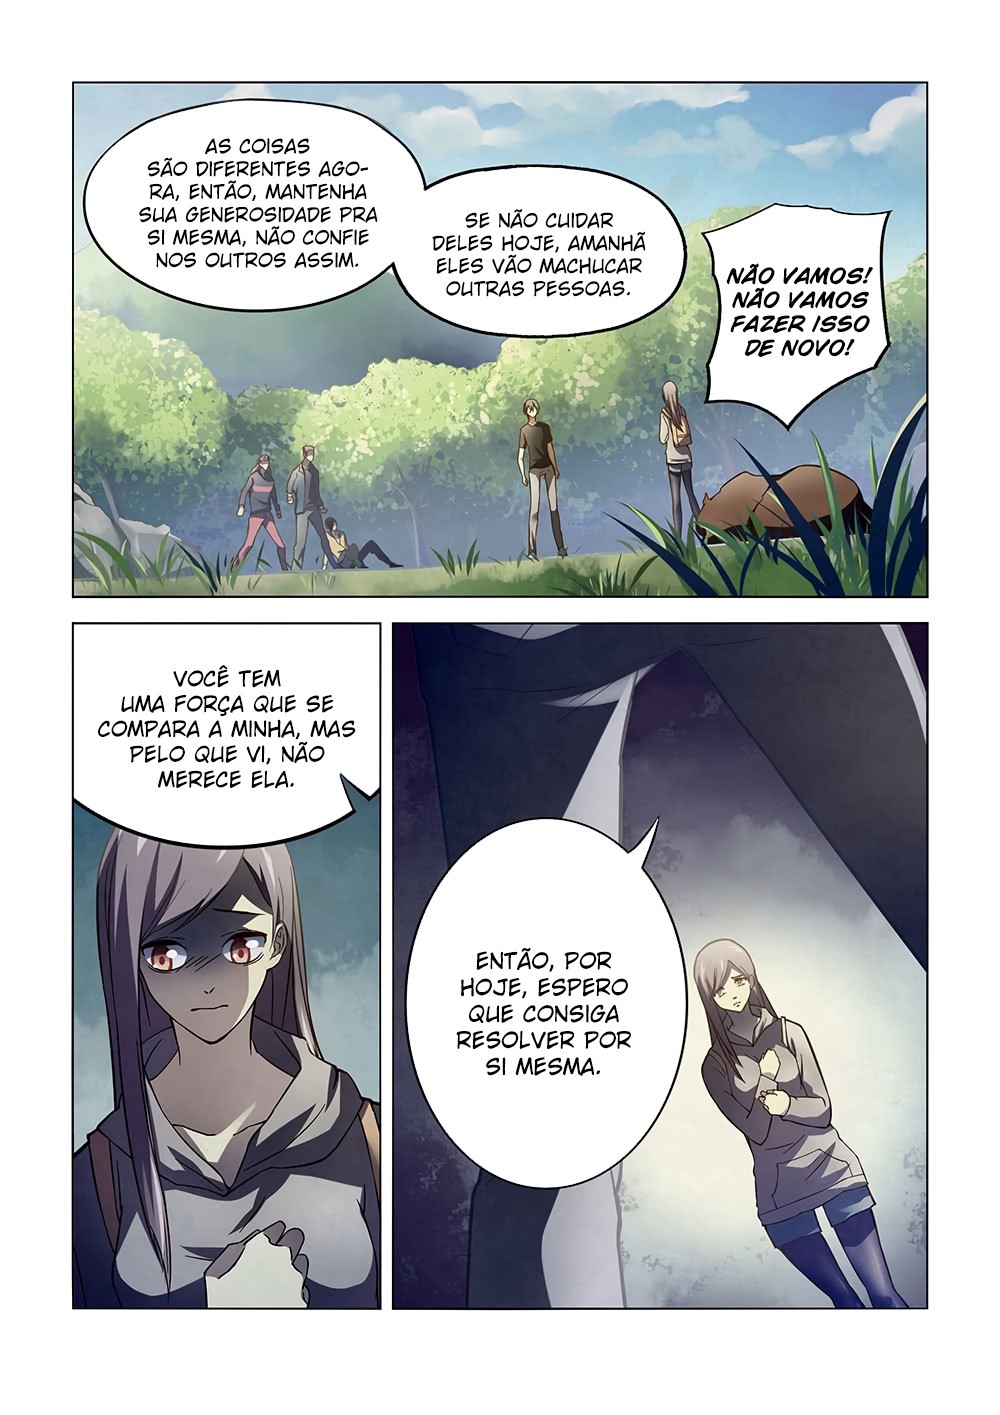 AS COISAS
SÃO DIFERENTES AGO-
RA, ENTÃO, MANTENHA
SUA GENEROSIDADE PRA
SI MESMA, NÃO CONFIE
NOS OUTROS ASSIM.
SE NÃO CUIDAR
DELES HOJE, AMANHÃ
ELES VÃO MACHUCAR
OUTRAS PESSOAS.
NÃO VAMOS!
NÃO VAMOS
FAZER ISSO
DE NOVO!
VOCÊ TEM
UMA FORÇA QUE SE
COMPARA A MINHA, MAS
PELO QUE VI, NÃO
MERECE ELA.
ENTÃO, POR
HOJE, ESPERO
QUE CONSIGA
RESOLVER POR
SI MESMA.